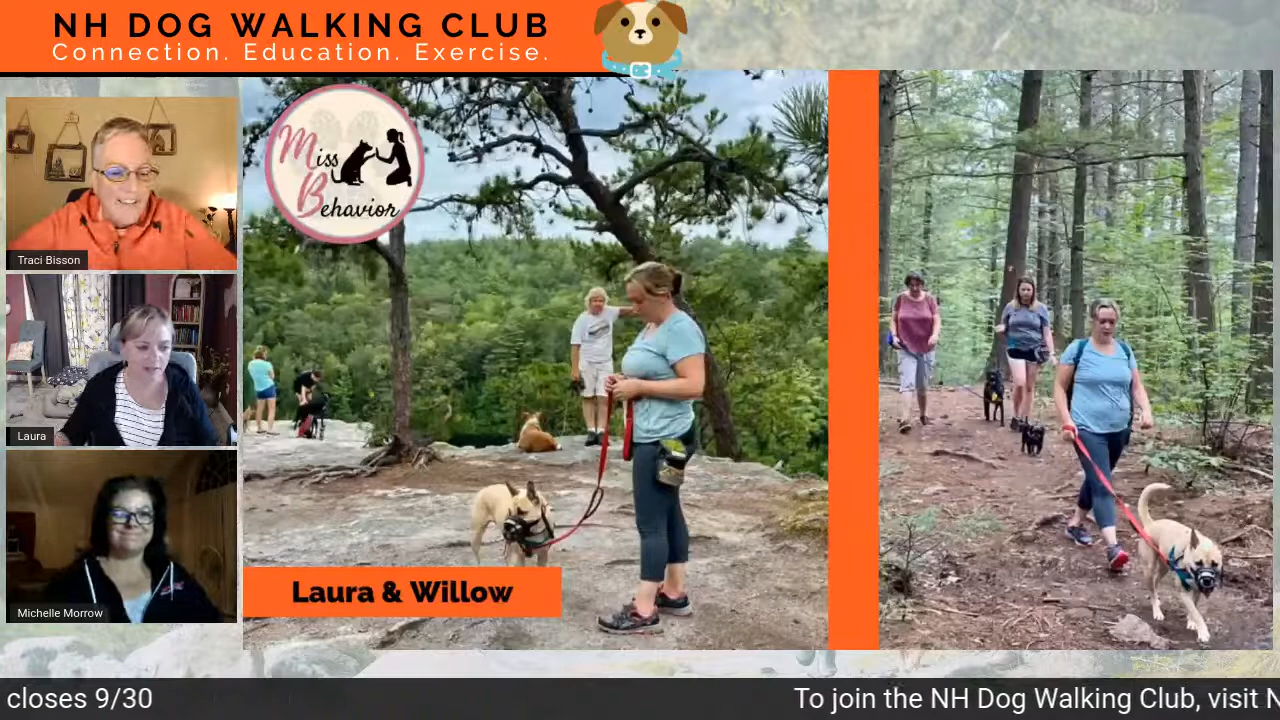 NH DOG WALKING CLUB
Connection. Education. Exercise.
Miss
Behavior
Traci Bisson
Laura
Michelle Morrow
Laura & Willow
closes 9/30
To join the NH Dog Walking Club, visit N